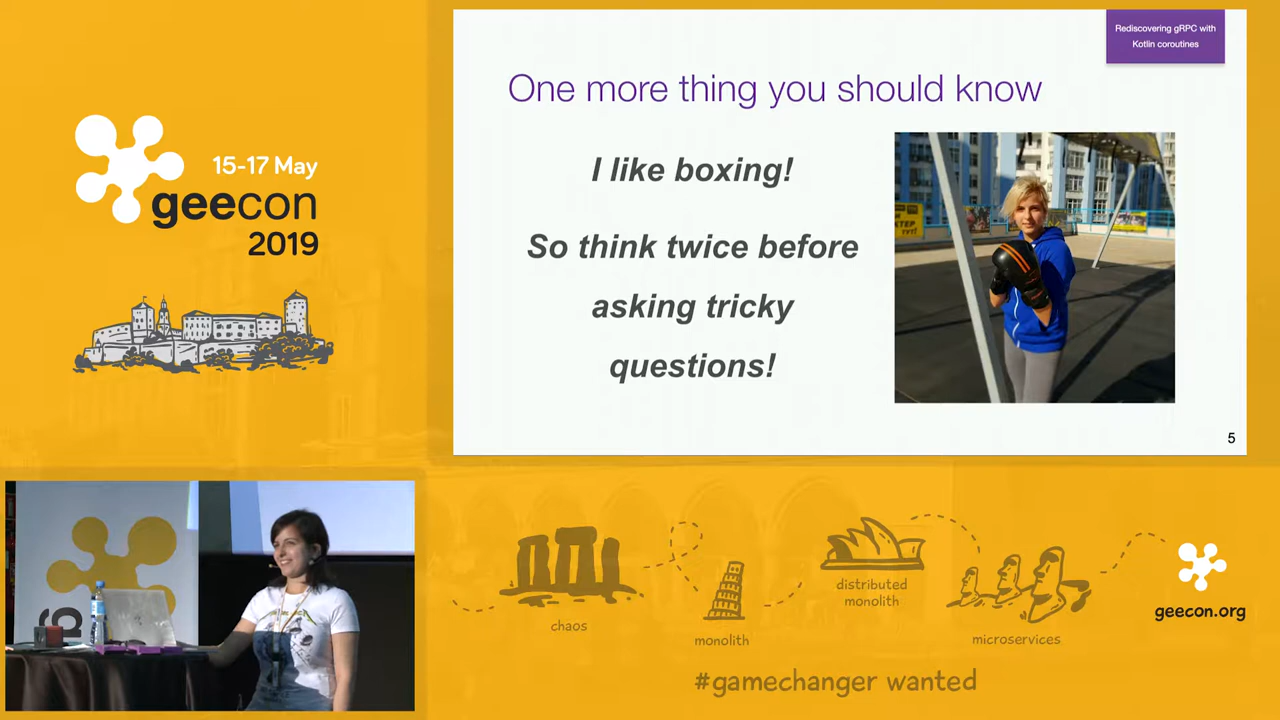 15-17 May
geecon
2019
Rediscovering gRPC with
Kotlin coroutines
One more thing you should know
I like boxing!
So think twice before
asking tricky
questions!
5
chaos
monolith
distributed
monolith
microservices
geecon.org
#gamechanger wanted